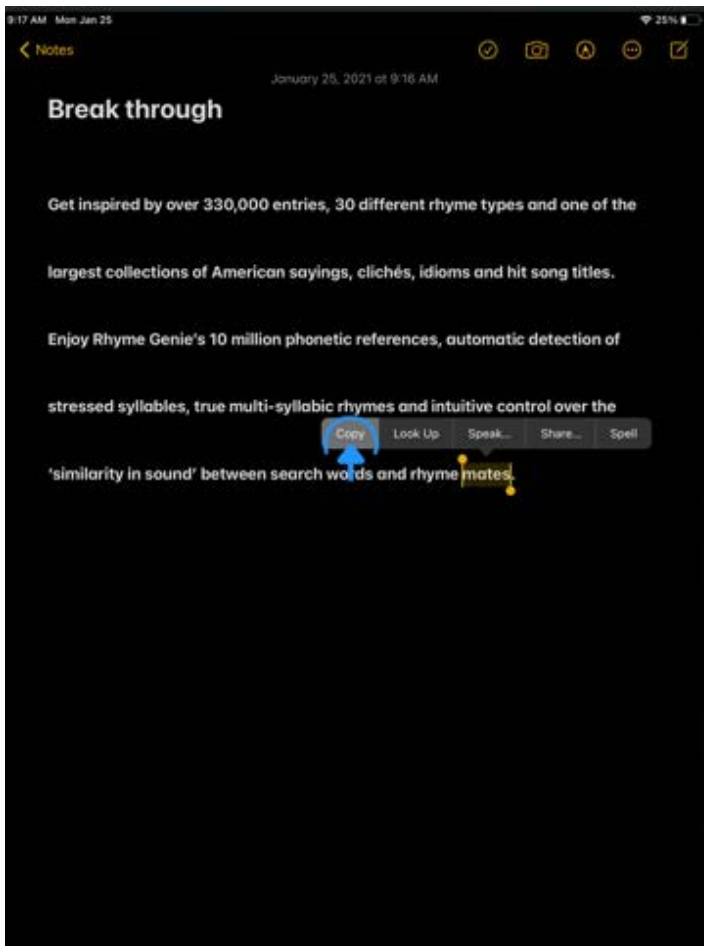 9:17 AM Mon Jan 25
25%
Notes
January 25, 2021 at 9:16 AM
Break through
Get inspired by over 330,000 entries, 30 different rhyme types and one of the
largest collections of American sayings, clichés, idioms and hit song titles.
Enjoy Rhyme Genie's 10 million phonetic references, automatic detection of
stressed syllables, true multi-syllabic rhymes and intuitive control over the
Copy Look Up Speak... Share... Spell
‘similarity in sound’ between search words and rhyme mates.